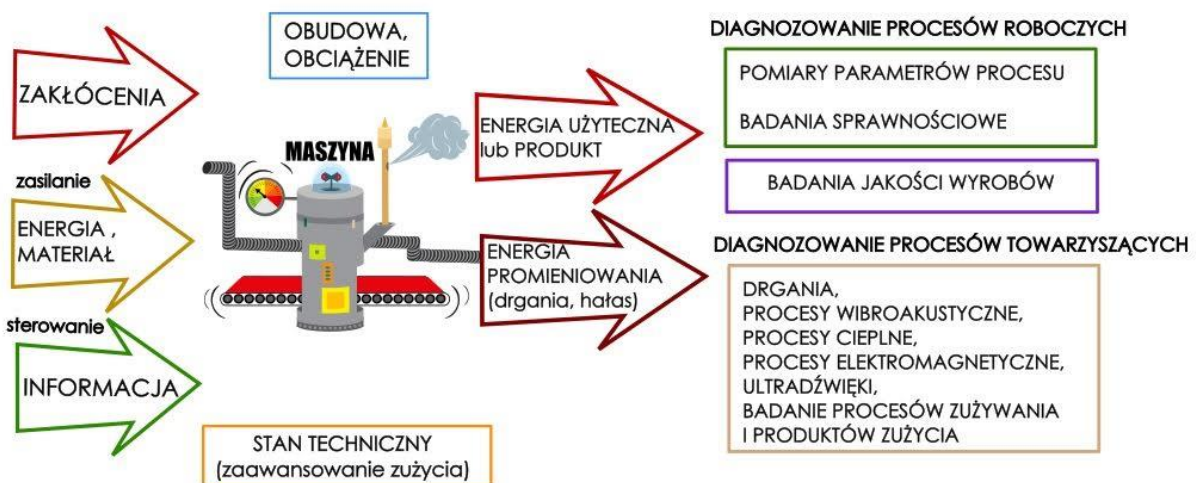 ZAKŁÓCENIA
zasilanie
ENERGIA ,
MATERIAŁ
sterowanie
INFORMACJA
OBUDOWA,
OBCIĄŻENIE
MASZYNA
STAN TECHNICZNY
(zaawansowanie zużycia)
ENERGIA UŻYTECZNA
lub PRODUKT
ENERGIA
PROMIENIOWANIA
(drgania, hałas)
DIAGNOZOWANIE PROCESÓW ROBOCZYCH
POMIARY PARAMETRÓW PROCESU
BADANIA SPRAWNOŚCIOWE
BADANIA JAKOŚCI WYROBÓW
DIAGNOZOWANIE PROCESÓW TOWARZYSZĄCYCH
DRGANIA,
PROCESY WIBROAKUSTYCZNE,
PROCESY CIEPLNE,
PROCESY ELEKTROMAGNETYCZNE,
ULTRADŹWIĘKI,
BADANIE PROCESÓW ZUŻYWANIA
I PRODUKTÓW ZUŻYCIA